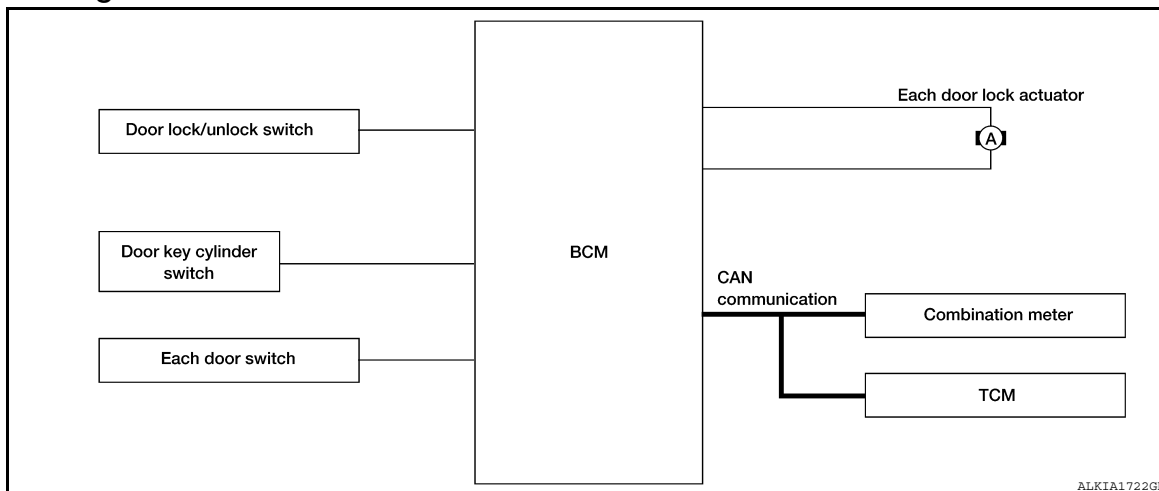 Door lock/unlock switch
Door key cylinder
switch
Each door switch
BCM
Each door lock actuator
A
CAN
communication
Combination meter
TCM